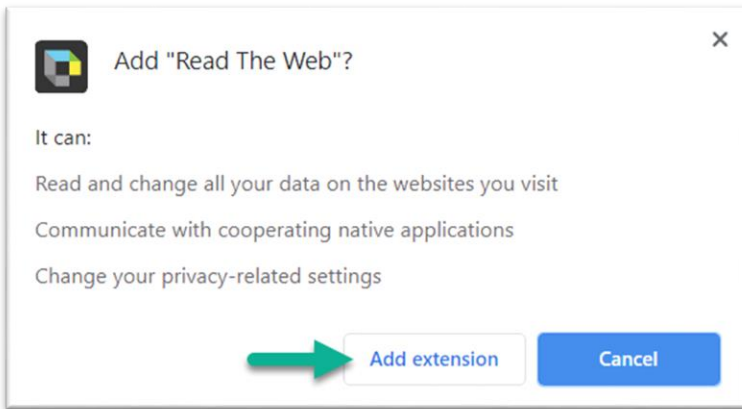 Add "Read The Web"?
It can:
Read and change all your data on the websites you visit
Communicate with cooperating native applications
Change your privacy-related settings
Add extension
Cancel